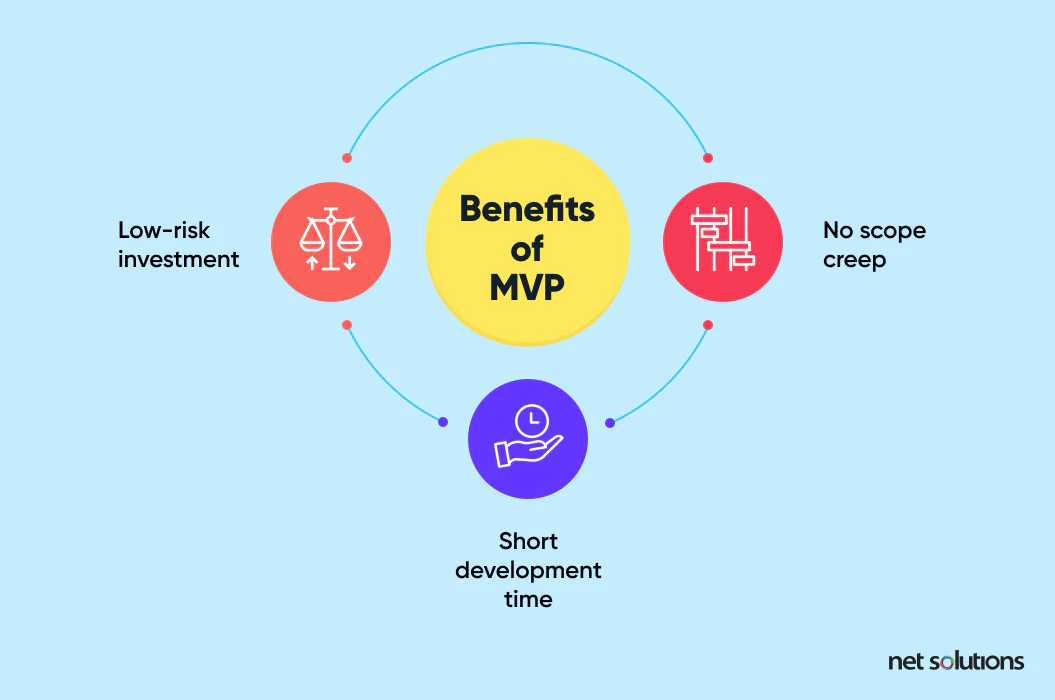 Benefits
of
MVP
Low-risk
investment
No scope
creep
Short
development
time
net solutions